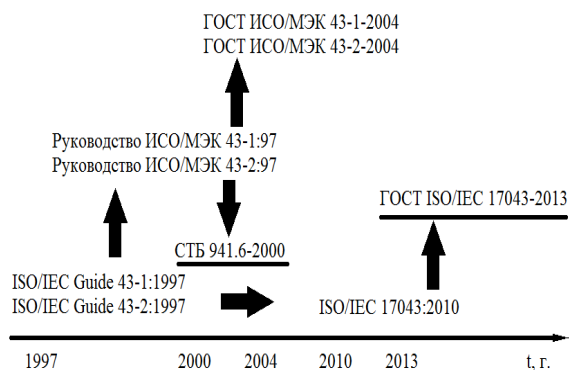 ГОСТ ИСО/МЭК 43-1-2004
ГОСТ ИСО/МЭК 43-2-2004
Руководство ИСО/МЭК 43-1:97
Руководство ИСО/МЭК 43-2:97
ГОСТ ISO/IEC 17043-2013
СТБ 941.6-2000
ISO/IEC Guide 43-1:1997
ISO/IEC Guide 43-2:1997
ISO/IEC 17043:2010
1997 2000 2004 2010 2013 t, г.